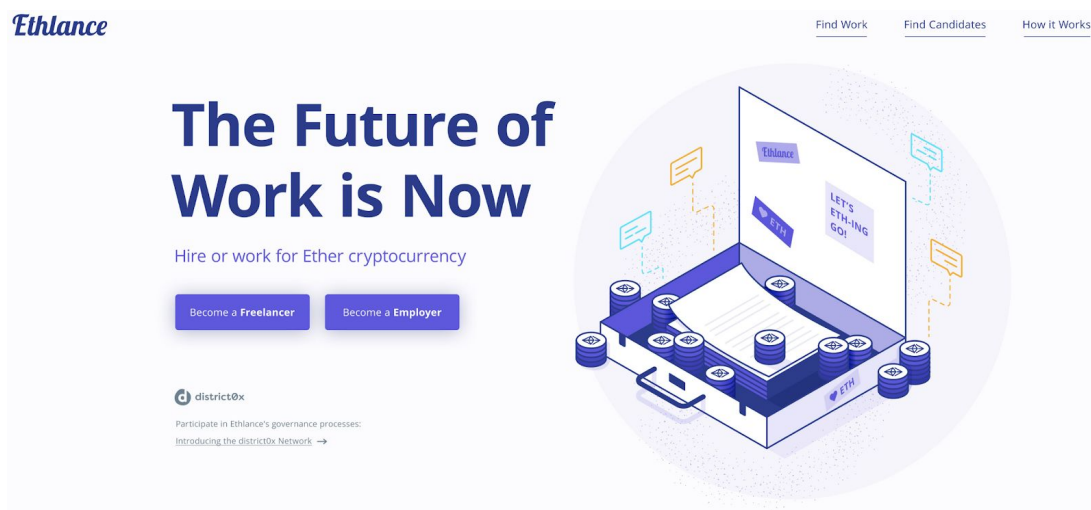 Ethlance
Find Work
Find Candidates
How it Works
The Future of
Work is Now
Hire or work for Ether cryptocurrency
Become a Freelancer
Become a Employer
district0x
Participate in Ethlance's governance processes:
Introducing the district0x Network →
Ethlance
LET'S
ETH-ING
GO!
ETH
ETH